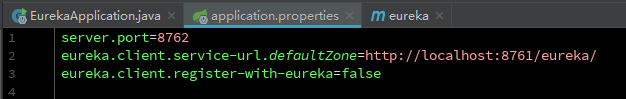 EurekaApplication.java application.properties eureka
1 server.port=8762
2 eureka.client.service-url.defaultZone=http://localhost:8761/eureka/
3 eureka.client.register-with-eureka=false
4